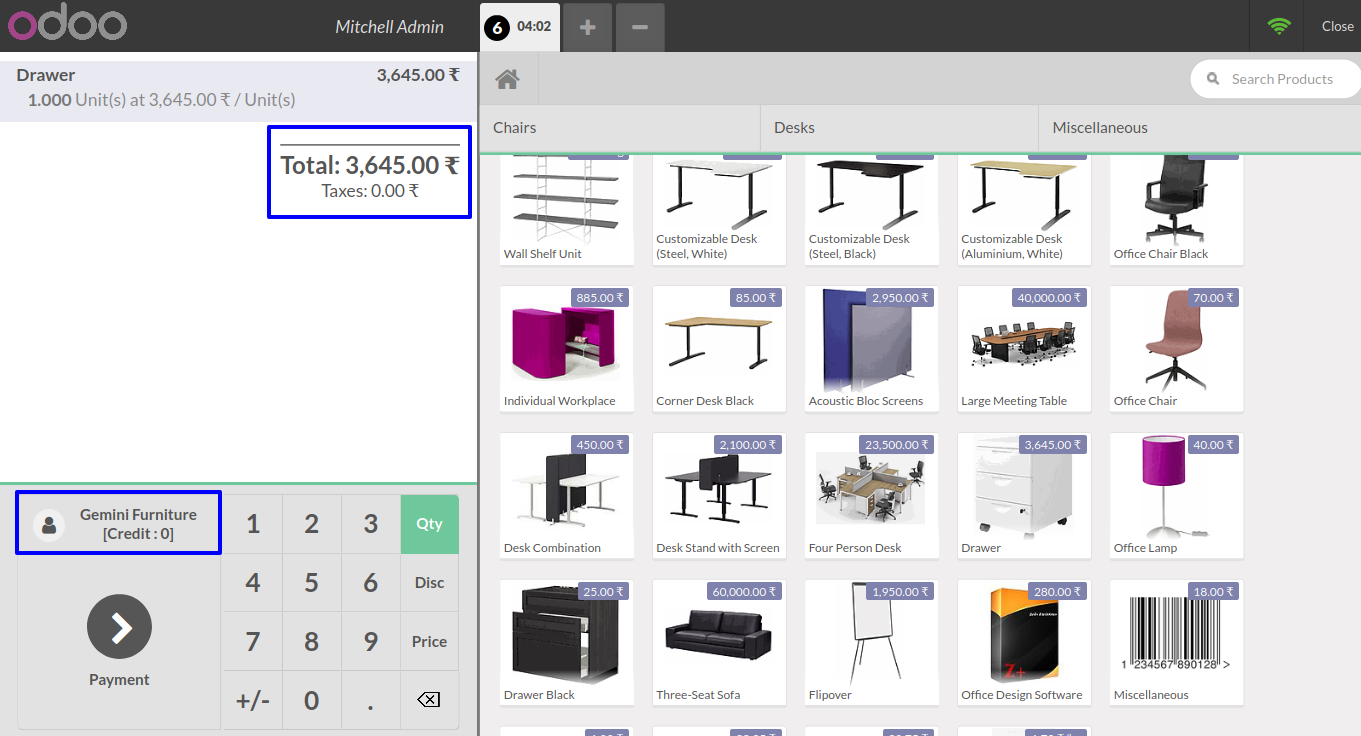 odoo
Mitchell Admin
6 04:02
+
−
Close
Drawer 3,645.00 ₹
1.000 Unit(s) at 3,645.00 ₹ / Unit(s)
Total: 3,645.00 ₹
Taxes: 0.00 ₹
Search Products
Chairs
Desks
Miscellaneous
Wall Shelf Unit
Customizable Desk
(Steel, White)
Customizable Desk
(Steel, Black)
Customizable Desk
(Aluminium, White)
Office Chair Black
885.00 ₹
Individual Workplace
85.00 ₹
Corner Desk Black
2,950.00 ₹
Acoustic Bloc Screens
40,000.00 ₹
Large Meeting Table
70.00 ₹
Office Chair
450.00 ₹
Desk Combination
2,100.00 ₹
Desk Stand with Screen
23,500.00 ₹
Four Person Desk
3,645.00 ₹
Drawer
40.00 ₹
Office Lamp
25.00 ₹
Drawer Black
60,000.00 ₹
Three-Seat Sofa
1,950.00 ₹
Flipover
280.00 ₹
Z+
Office Design Software
18.00 ₹
1 234567 890128 >
Miscellaneous
Gemini Furniture
[Credit : 0]
Payment
1 2 3 Qty
4 5 6 Disc
7 8 9 Price
+/- 0 .